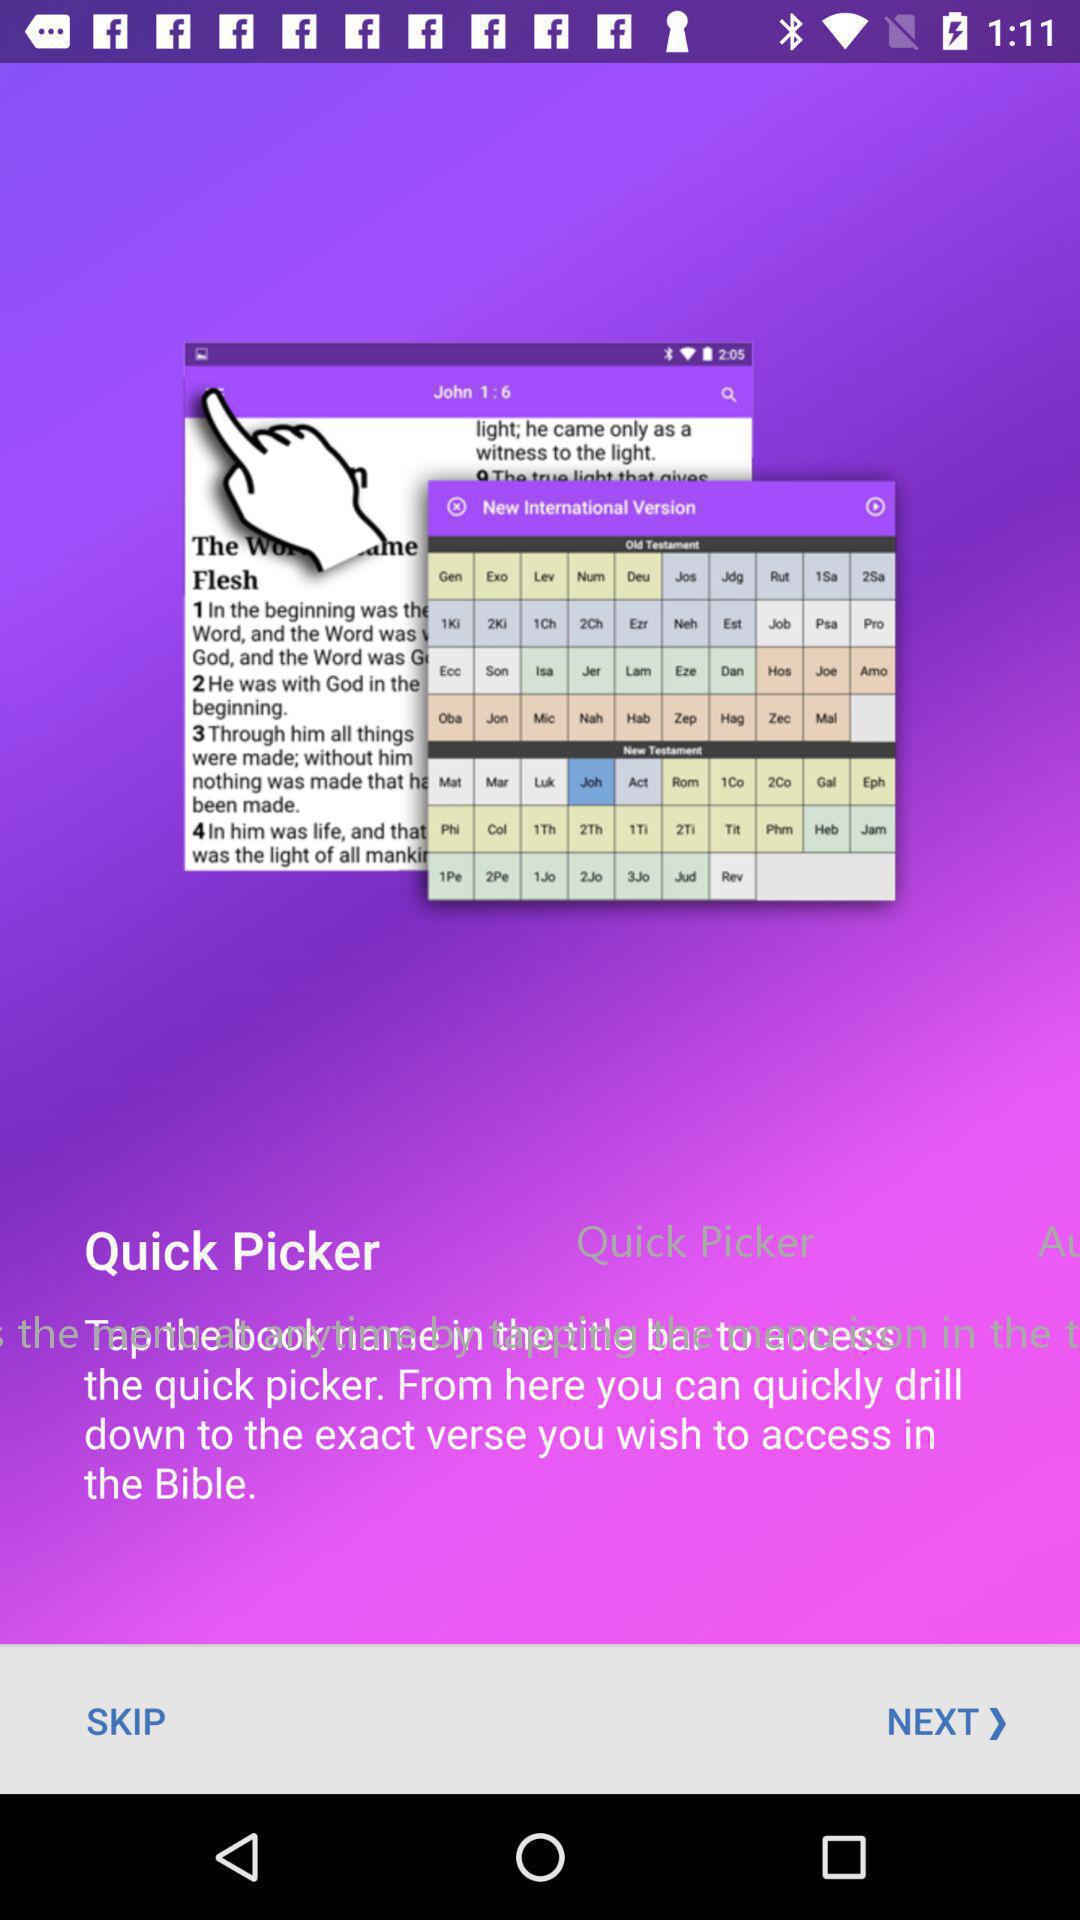 1:11
2:05
John 1 : 6
light; he came only as a
witness to the light.
9 The true light that gives
n
The Wor ame
Flesh
1 In the beginning was the
Word, and the Word was w
God, and the Word was G
2 He was with God in the
beginning.
3 Through him all things
were made; without him
nothing was made that ha
been made.
4 In him was life, and that
was the light of all mankin
New International Version
Old Testament
Gen Exo Lev Num Deu Jos Jdg Rut 1Sa 2Sa
1Ki 2Ki 1Ch 2Ch Ezr Neh Est Job Psa Pro
Ecc Son Isa Jer Lam Eze Dan Hos Joe Amo
Oba Jon Mic Nah Hab Zep Hag Zec Mal
New Testament
Mat Mar Luk Joh Act Rom 1Co 2Co Gal Eph
Phi Col 1Th 2Th 1Ti 2Ti Tit Phm Heb Jam
1Pe 2Pe 1Jo 2Jo 3Jo Jud Rev
Quick Picker
Quick Picker
Au
s the menu at anytime by tapping the menu icon in the t
Tap the book name in the title bar to access
the quick picker. From here you can quickly drill
down to the exact verse you wish to access in
the Bible.
SKIP
NEXT ❯